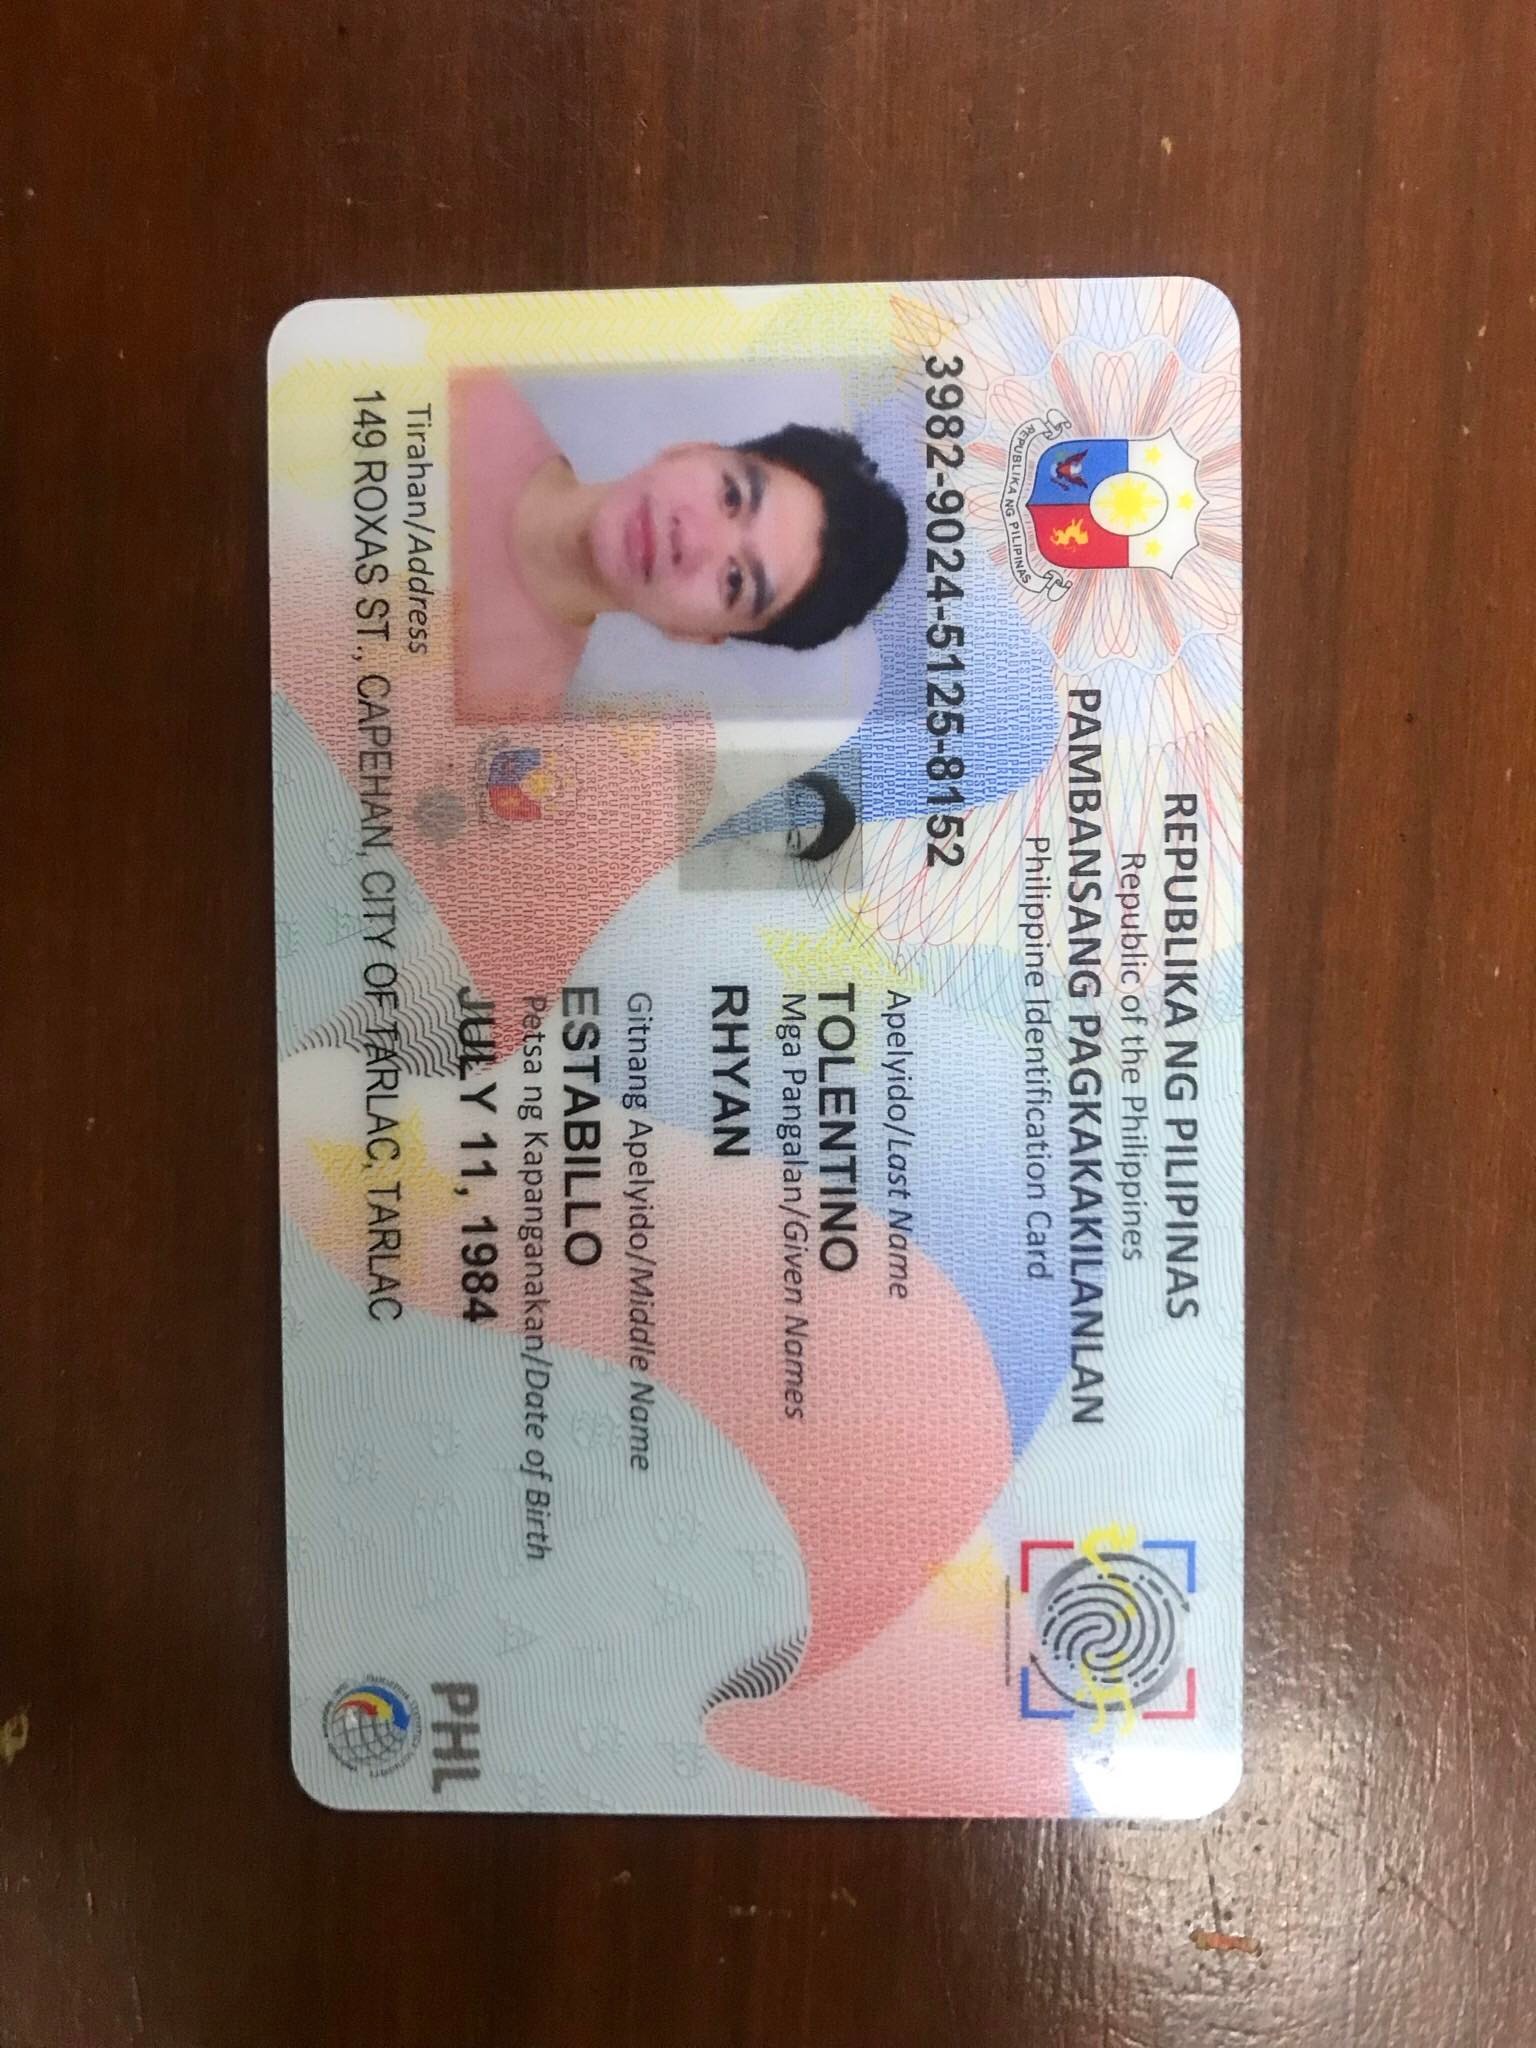 REPUBLIKA NG PILIPINAS
Republic of the Philippines
PAMBANSANG PAGKAKAKILANLAN
Philippine Identification Card
REPUBLIKA NG PILIPINAS
3982-9024-5125-8152
Apelyido/Last Name
TOLENTINO
Mga Pangalan/Given Names
RHYAN
Gitnang Apelyido/Middle Name
ESTABILLO
Petsa ng Kapanganakan/Date of Birth
JULY 11, 1984
Tirahan/Address
149 ROXAS ST., CAPEHAN, CITY OF TARLAC, TARLAC
PHL